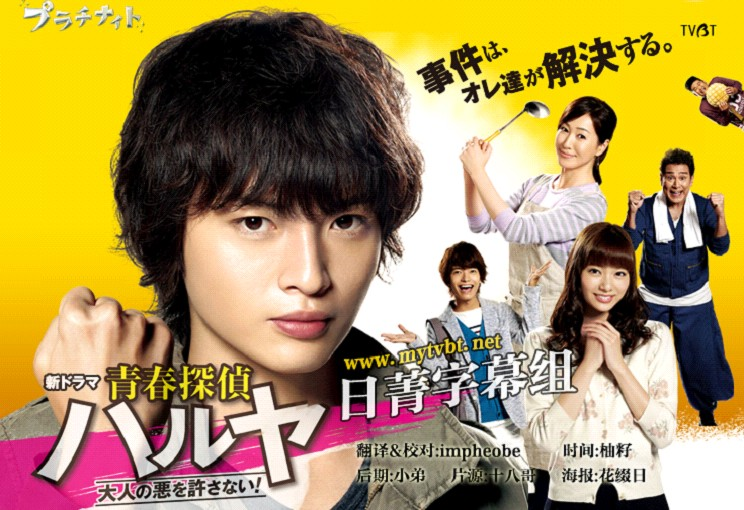 プラチナイト
TVBT
事件は、
オレ達が解決する。
www.mytvbt.net
日菁字幕组
新ドラマ
青春探偵
ハルヤ
大人の悪を許さない!
翻译&校对:impheobe 时间:柚籽
后期:小弟 片源:十八哥 海报:花缀日